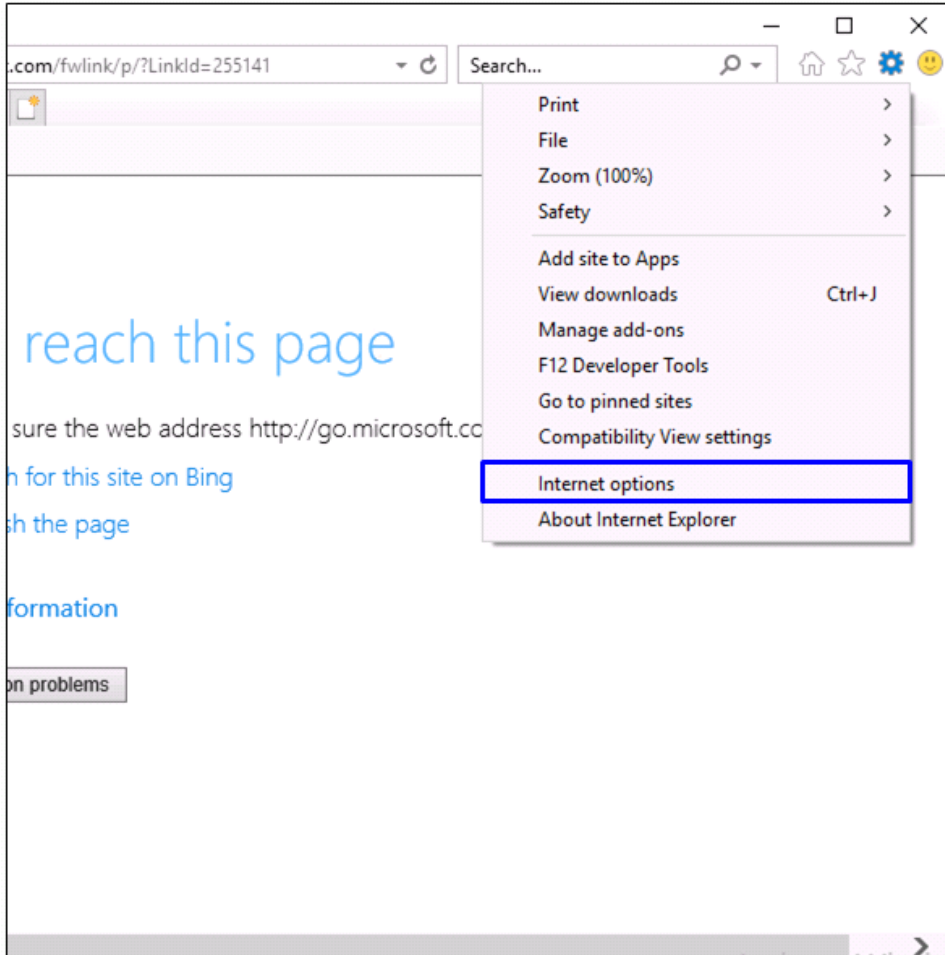 .com/fwlink/p/?LinkId=255141
Search...
Print
File
Zoom (100%)
Safety
Add site to Apps
View downloads Ctrl+J
Manage add-ons
F12 Developer Tools
Go to pinned sites
Compatibility View settings
Internet options
About Internet Explorer
reach this page
sure the web address http://go.microsoft.co
h for this site on Bing
sh the page
formation
on problems